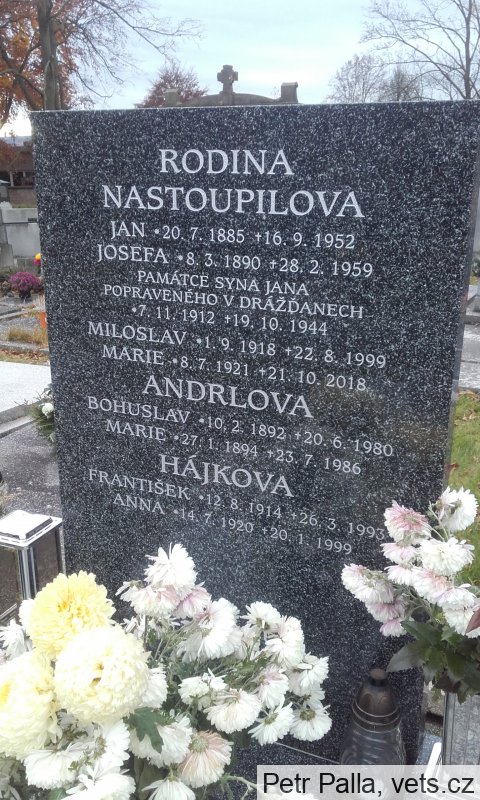 RODINA
NASTOUPILOVA
JAN •20. 7. 1885 +16. 9. 1952
JOSEFA •8. 3. 1890 +28. 2. 1959
PAMÁTCE SYNA JANA
POPRAVENÉHO V DRÁŽĎANECH
•7. 11. 1912 +19. 10. 1944
MILOSLAV •1. 9. 1918 +22. 8. 1999
MARIE •8. 7. 1921 +21. 10. 2018
ANDRLOVA
BOHUSLAV •10. 2. 1892 +20. 6. 1980
MARIE •27. 1. 1894 +23. 7. 1986
HÁJKOVA
FRANTIŠEK •12. 8. 1914 +26. 3. 1993
ANNA •14. 7. 1920 +20. 1. 1999
Petr Palla, vets.cz